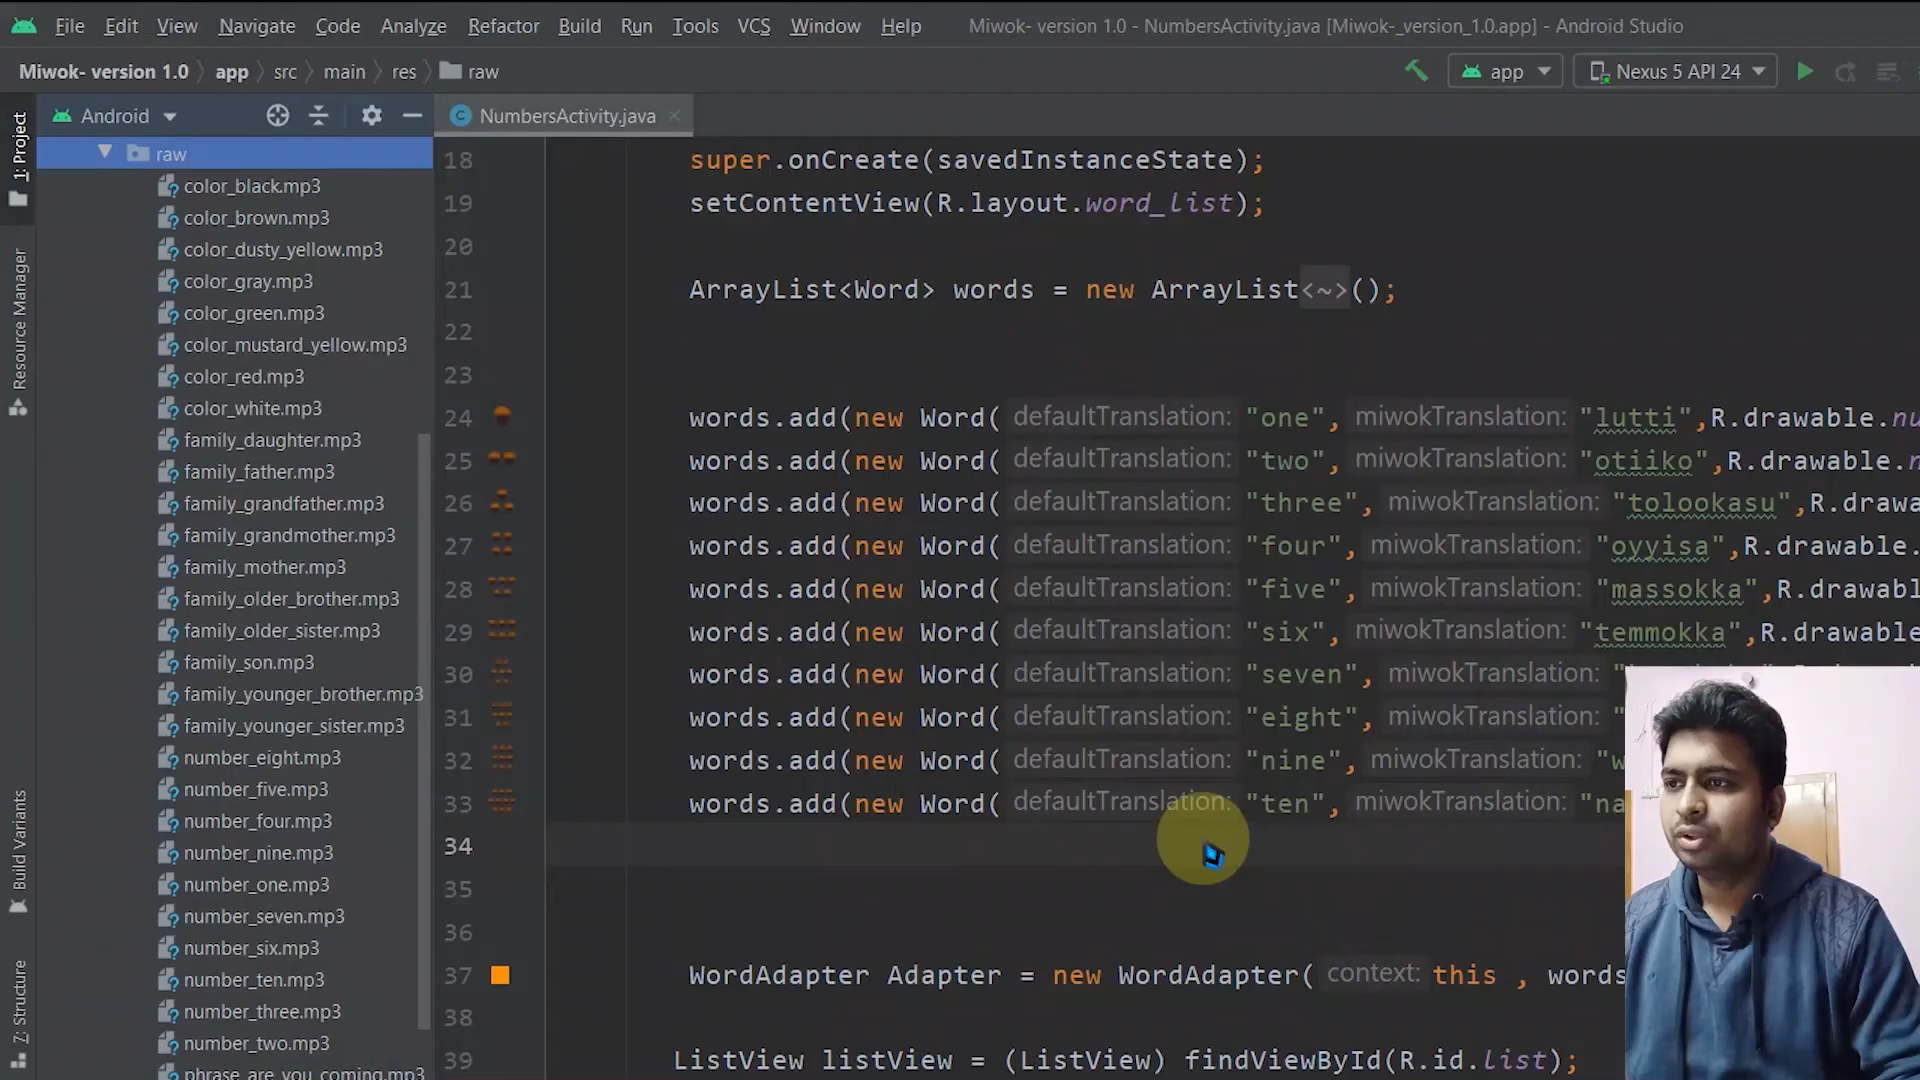 File Edit View Navigate Code Analyze Refactor Build Run Tools VCS Window Help Miwok- version 1.0 - NumbersActivity.java [Miwok-_version_1.0.app] - Android Studio
Miwok- version 1.0 app src main res raw app Nexus 5 API 24
Android NumbersActivity.java
1: Project
Resource Manager
Build Variants
7: Structure
raw
color_black.mp3
color_brown.mp3
color_dusty_yellow.mp3
color_gray.mp3
color_green.mp3
color_mustard_yellow.mp3
color_red.mp3
color_white.mp3
family_daughter.mp3
family_father.mp3
family_grandfather.mp3
family_grandmother.mp3
family_mother.mp3
family_older_brother.mp3
family_older_sister.mp3
family_son.mp3
family_younger_brother.mp3
family_younger_sister.mp3
number_eight.mp3
number_five.mp3
number_four.mp3
number_nine.mp3
number_one.mp3
number_seven.mp3
number_six.mp3
number_ten.mp3
number_three.mp3
number_two.mp3
phrase_are_you_coming.mp3
18 super.onCreate(savedInstanceState);
19 setContentView(R.layout.word_list);
20
21 ArrayList<Word> words = new ArrayList<~>();
22
23
24 words.add(new Word( defaultTranslation: "one", miwokTranslation: "lutti",R.drawable.nu
25 words.add(new Word( defaultTranslation: "two", miwokTranslation: "otiiko",R.drawable.n
26 words.add(new Word( defaultTranslation: "three", miwokTranslation: "tolookasu",R.drawa
27 words.add(new Word( defaultTranslation: "four", miwokTranslation: "oyyisa",R.drawable.
28 words.add(new Word( defaultTranslation: "five", miwokTranslation: "massokka",R.drawabl
29 words.add(new Word( defaultTranslation: "six", miwokTranslation: "temmokka",R.drawable
30 words.add(new Word( defaultTranslation: "seven", miwokTranslation:
31 words.add(new Word( defaultTranslation: "eight", miwokTranslation: "
32 words.add(new Word( defaultTranslation: "nine", miwokTranslation: "w
33 words.add(new Word( defaultTranslation: "ten", miwokTranslation: "na
34
35
36
37 WordAdapter Adapter = new WordAdapter( context: this , words
38
39 ListView listView = (ListView) findViewById(R.id.list);